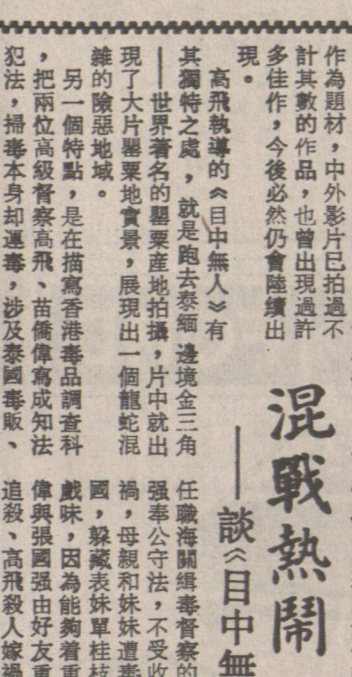 作為題材，中外影片已拍過不
計其數的作品，也曾出現過許
多佳作，今後必然仍會陸續出
現。
高飛執導的《目中無人》有
其獨特之處，就是跑去泰緬邊境金三角
——世界著名的罌粟產地拍攝，片中就出
現了大片罌粟地實景，展現出一個龍蛇混
雜的險惡地域。
另一個特點，是在描寫香港毒品調查科
，把兩位高級督察高飛、苗僑偉寫成知法
犯法，掃毒本身却運毒，涉及泰國毒販、
混戰熱鬧
——談《目中無
任職海關緝毒督察的
强奉公守法，不受收
禍，母親和妹妹遭毒
國，躲藏表妹單桂枝
戲味，因為能夠着重
偉與張國强由好友重
追殺、高飛殺人嫁禍